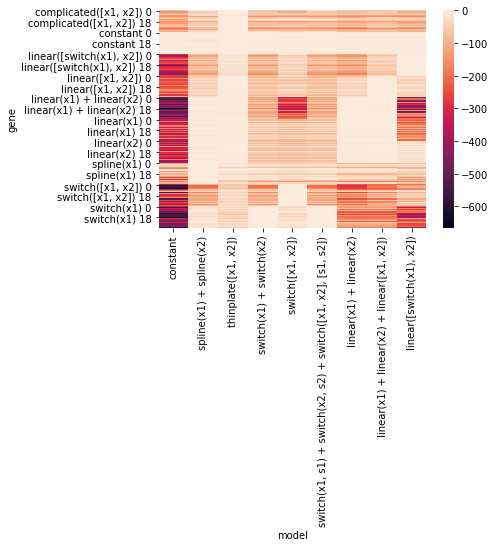 complicated([x1, x2]) 0
complicated([x1, x2]) 18
constant 0
constant 18
linear([switch(x1), x2]) 0
linear([switch(x1), x2]) 18
linear([x1, x2]) 0
linear([x1, x2]) 18
linear(x1) + linear(x2) 0
linear(x1) + linear(x2) 18
linear(x1) 0
linear(x1) 18
linear(x2) 0
linear(x2) 18
spline(x1) 0
spline(x1) 18
switch([x1, x2]) 0
switch([x1, x2]) 18
switch(x1) 0
switch(x1) 18
gene
constant
spline(x1) + spline(x2)
thinplate([x1, x2])
switch(x1) + switch(x2)
switch([x1, x2])
switch(x1, s1) + switch(x2, s2) + switch([x1, x2], [s1, s2])
linear(x1) + linear(x2)
linear(x1) + linear(x2) + linear([x1, x2])
linear([switch(x1), x2])
model
0
−100
−200
−300
−400
−500
−600